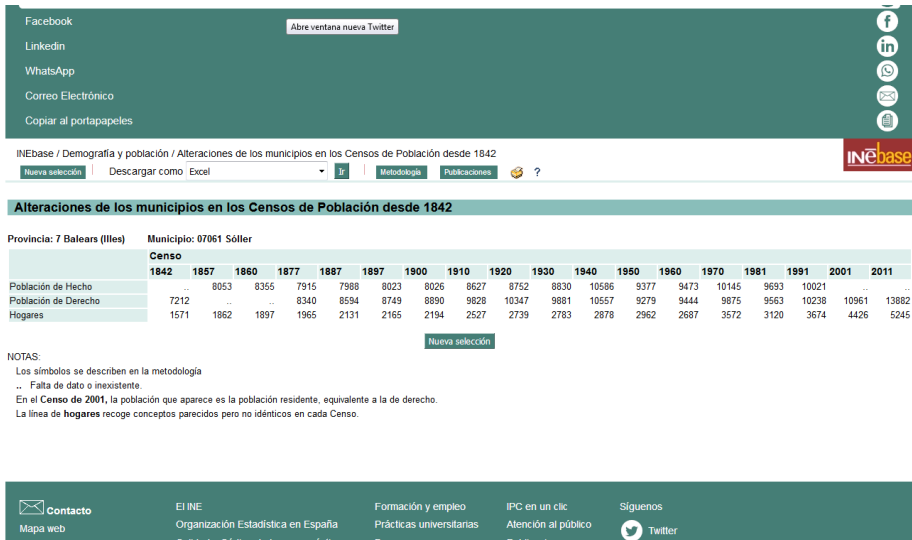 Facebook
Abre ventana nueva Twitter
Linkedin
WhatsApp
Correo Electrónico
Copiar al portapapeles
INEbase / Demografía y población / Alteraciones de los municipios en los Censos de Población desde 1842
INEbase
Nueva selección Descargar como Excel Ir Metodología Publicaciones ?
Alteraciones de los municipios en los Censos de Población desde 1842
Provincia: 7 Balears (Illes) Municipio: 07061 Sóller
Censo
1842 1857 1860 1877 1887 1897 1900 1910 1920 1930 1940 1950 1960 1970 1981 1991 2001 2011
Población de Hecho .. 8053 8355 7915 7988 8023 8026 8627 8752 8830 10586 9377 9473 10145 9693 10021 .. ..
Población de Derecho 7212 .. .. 8340 8594 8749 8890 9828 10347 9881 10557 9279 9444 9875 9563 10238 10961 13882
Hogares 1571 1862 1897 1965 2131 2165 2194 2527 2739 2783 2878 2962 2687 3572 3120 3674 4426 5245
Nueva selección
NOTAS:
Los símbolos se describen en la metodología
.. Falta de dato o inexistente.
En el Censo de 2001, la población que aparece es la población residente, equivalente a la de derecho.
La línea de hogares recoge conceptos parecidos pero no idénticos en cada Censo.
Contacto El INE Formación y empleo IPC en un clic Síguenos
Mapa web Organización Estadística en España Prácticas universitarias Atención al público Twitter